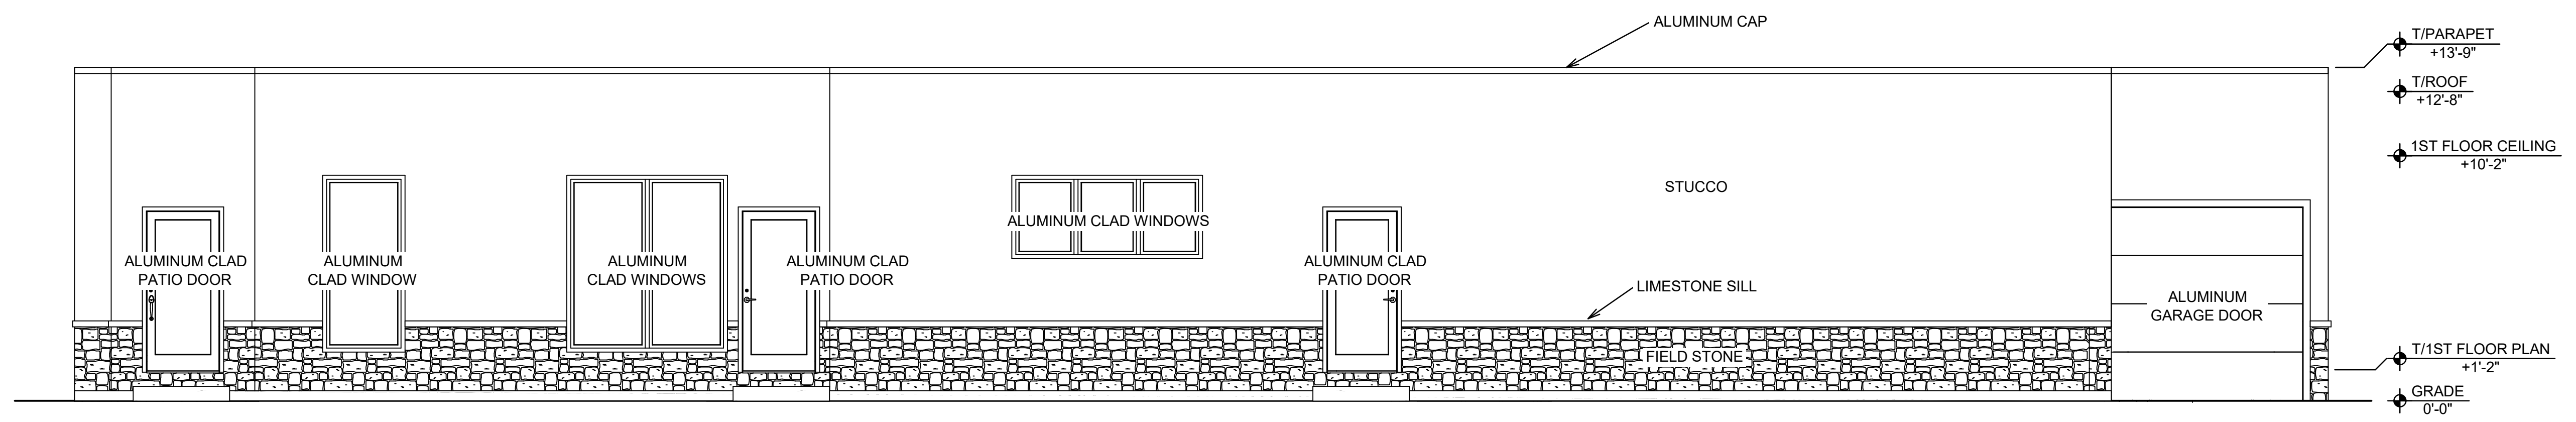 ALUMINUM CAP
T/PARAPET
+13'-9"
T/ROOF
+12'-8"
1ST FLOOR CEILING
+10'-2"
STUCCO
ALUMINUM CLAD WINDOWS
ALUMINUM CLAD
PATIO DOOR
ALUMINUM
CLAD WINDOW
ALUMINUM
CLAD WINDOWS
ALUMINUM CLAD
PATIO DOOR
ALUMINUM CLAD
PATIO DOOR
LIMESTONE SILL
ALUMINUM
GARAGE DOOR
FIELD STONE
T/1ST FLOOR PLAN
+1'-2"
GRADE
0'-0"